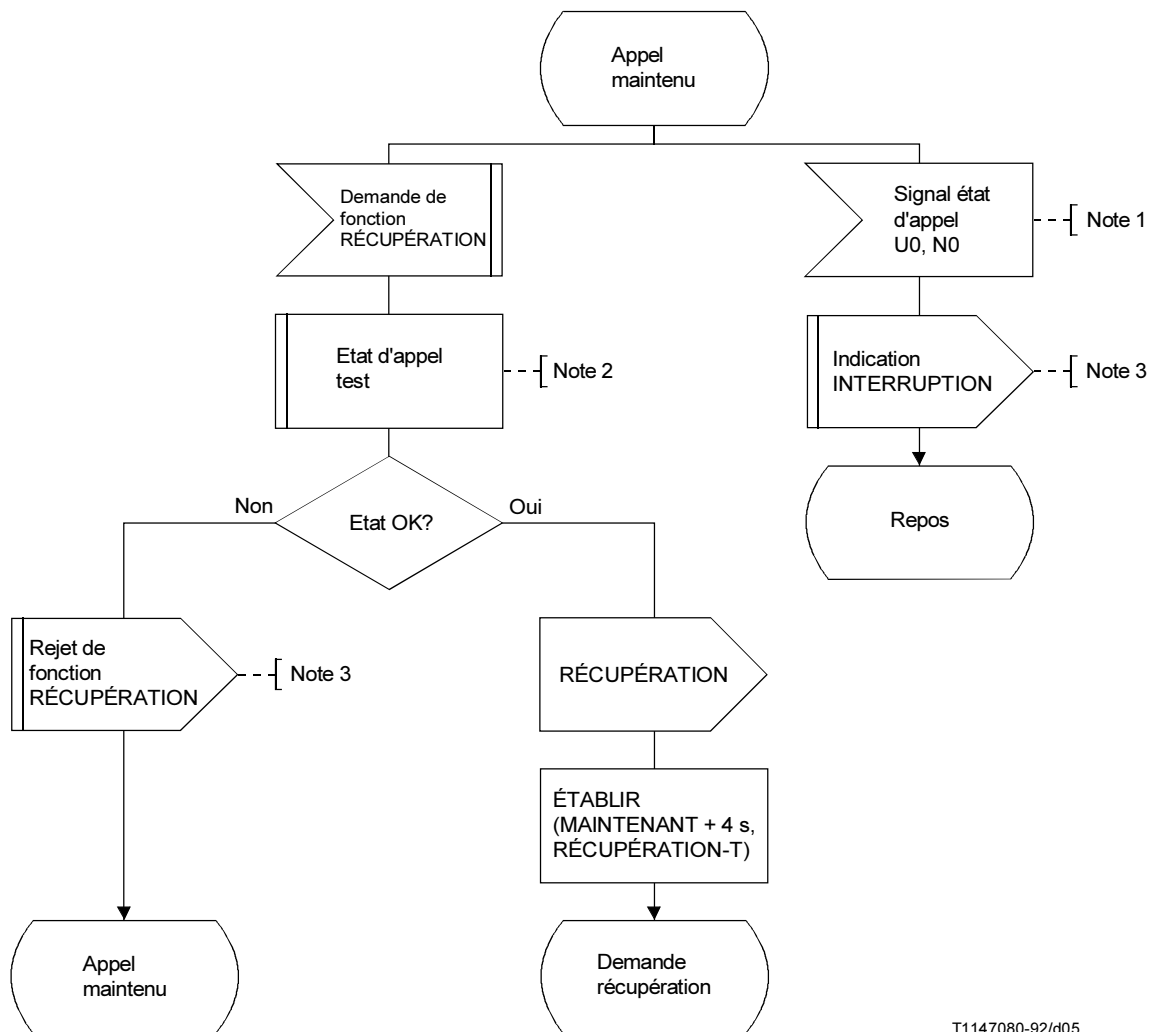 Appel
maintenu
Demande de
fonction
RÉCUPÉRATION
Signal état
d'appel
U0, N0
Note 1
Etat d'appel
test
Note 2
Indication
INTERRUPTION
Note 3
Non
Etat OK?
Oui
Repos
Rejet de
fonction
RÉCUPÉRATION
Note 3
RÉCUPÉRATION
ÉTABLIR
(MAINTENANT + 4 s,
RÉCUPÉRATION-T)
Appel
maintenu
Demande
récupération
T1147080-92/d05